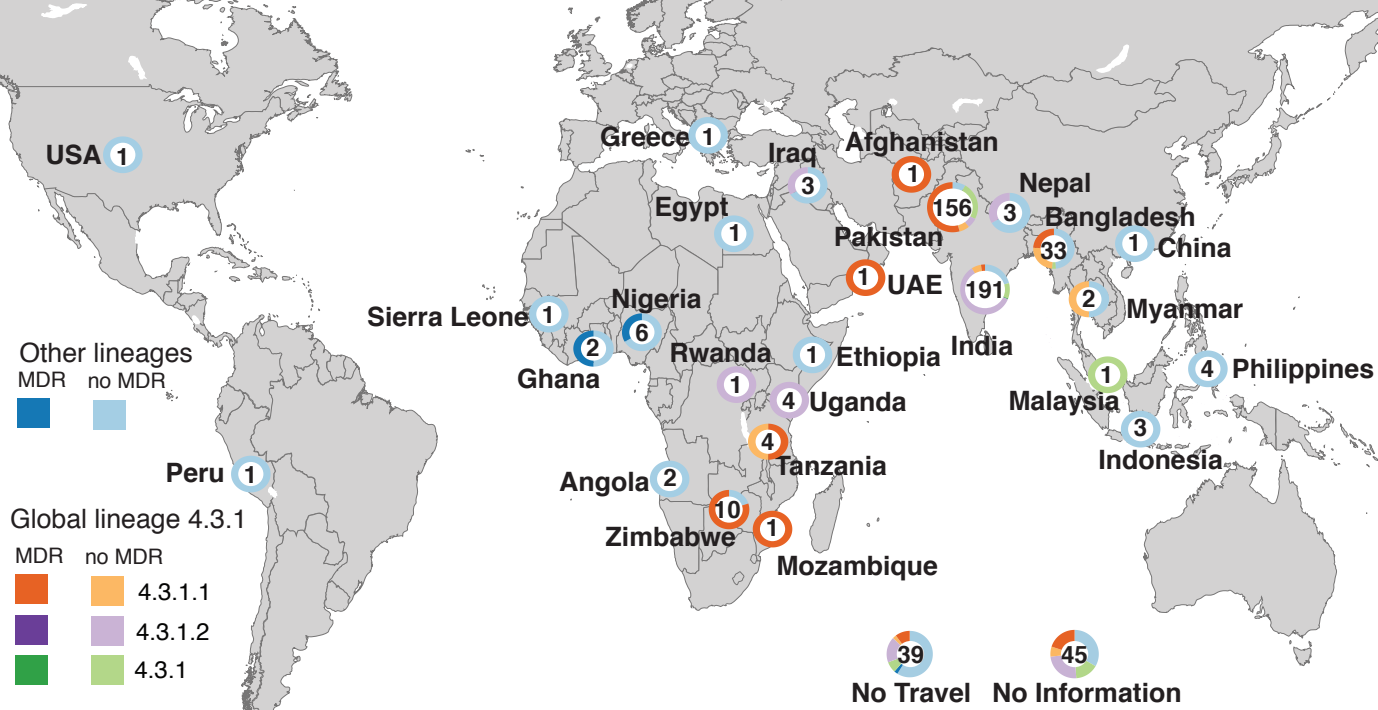 Greece 1
Afghanistan
USA 1
Iraq
1
3
Nepal
156
3
Egypt
Bangladesh
1
Pakistan
33
1
China
1 UAE
191
2
Myanmar
Nigeria
Sierra Leone 1
6
India
2
Rwanda
1 Ethiopia
Ghana
1
4 Uganda
1
4 Philippines
Malaysia
3
Indonesia
4
Tanzania
Other lineages
MDR no MDR
Peru 1
Angola 2
10
Zimbabwe
1
Mozambique
Global lineage 4.3.1
MDR no MDR
4.3.1.1
4.3.1.2
4.3.1
39
No Travel
45
No Information